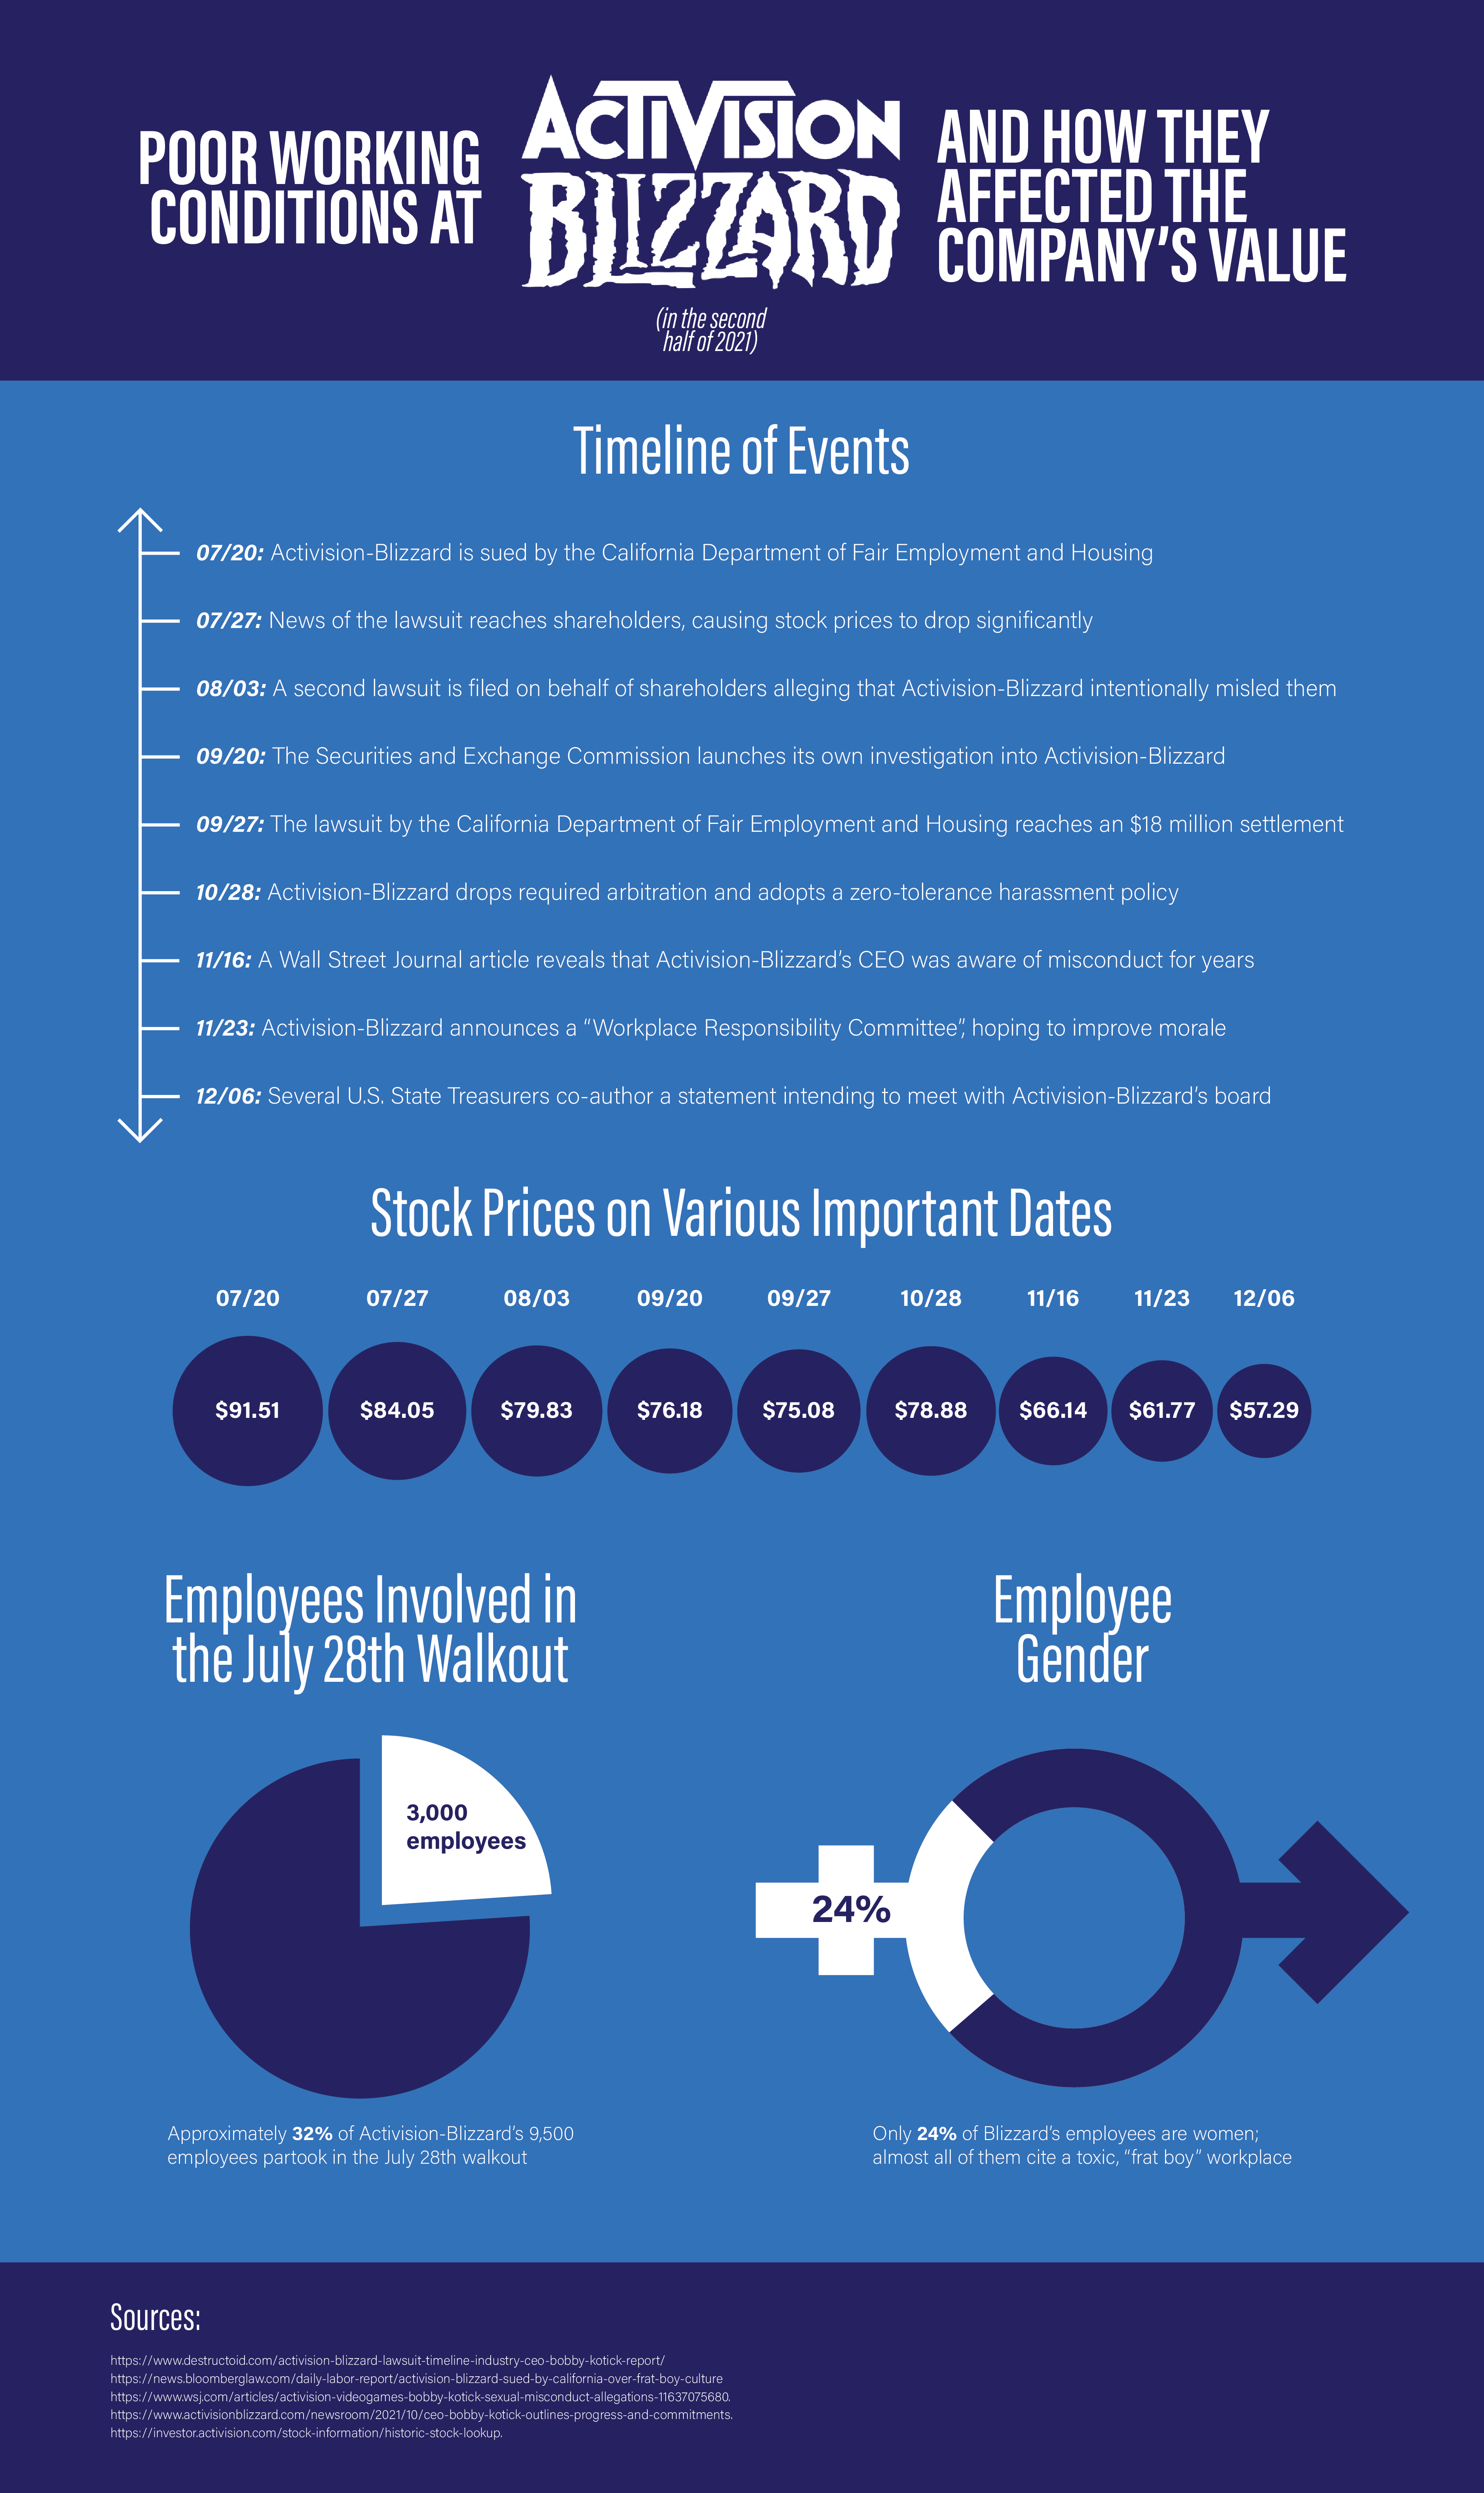 POOR WORKING
CONDITIONS AT
ACTIVISION
BLIZZARD
(in the second
half of 2021)
AND HOW THEY
AFFECTED THE
COMPANY'S VALUE
Timeline of Events
07/20: Activision-Blizzard is sued by the California Department of Fair Employment and Housing
07/27: News of the lawsuit reaches shareholders, causing stock prices to drop significantly
08/03: A second lawsuit is filed on behalf of shareholders alleging that Activision-Blizzard intentionally misled them
09/20: The Securities and Exchange Commission launches its own investigation into Activision-Blizzard
09/27: The lawsuit by the California Department of Fair Employment and Housing reaches an $18 million settlement
10/28: Activision-Blizzard drops required arbitration and adopts a zero-tolerance harassment policy
11/16: A Wall Street Journal article reveals that Activision-Blizzard's CEO was aware of misconduct for years
11/23: Activision-Blizzard announces a "Workplace Responsibility Committee", hoping to improve morale
12/06: Several U.S. State Treasurers co-author a statement intending to meet with Activision-Blizzard's board
Stock Prices on Various Important Dates
07/20 07/27 08/03 09/20 09/27 10/28 11/16 11/23 12/06
$91.51 $84.05 $79.83 $76.18 $75.08 $78.88 $66.14 $61.77 $57.29
Employees Involved in
the July 28th Walkout
3,000
employees
Approximately 32% of Activision-Blizzard's 9,500
employees partook in the July 28th walkout
Employee
Gender
24%
Only 24% of Blizzard's employees are women;
almost all of them cite a toxic, "frat boy" workplace
Sources:
https://www.destructoid.com/activision-blizzard-lawsuit-timeline-industry-ceo-bobby-kotick-report/
https://news.bloomberglaw.com/daily-labor-report/activision-blizzard-sued-by-california-over-frat-boy-culture
https://www.wsj.com/articles/activision-videogames-bobby-kotick-sexual-misconduct-allegations-11637075680.
https://www.activisionblizzard.com/newsroom/2021/10/ceo-bobby-kotick-outlines-progress-and-commitments.
https://investor.activision.com/stock-information/historic-stock-lookup.